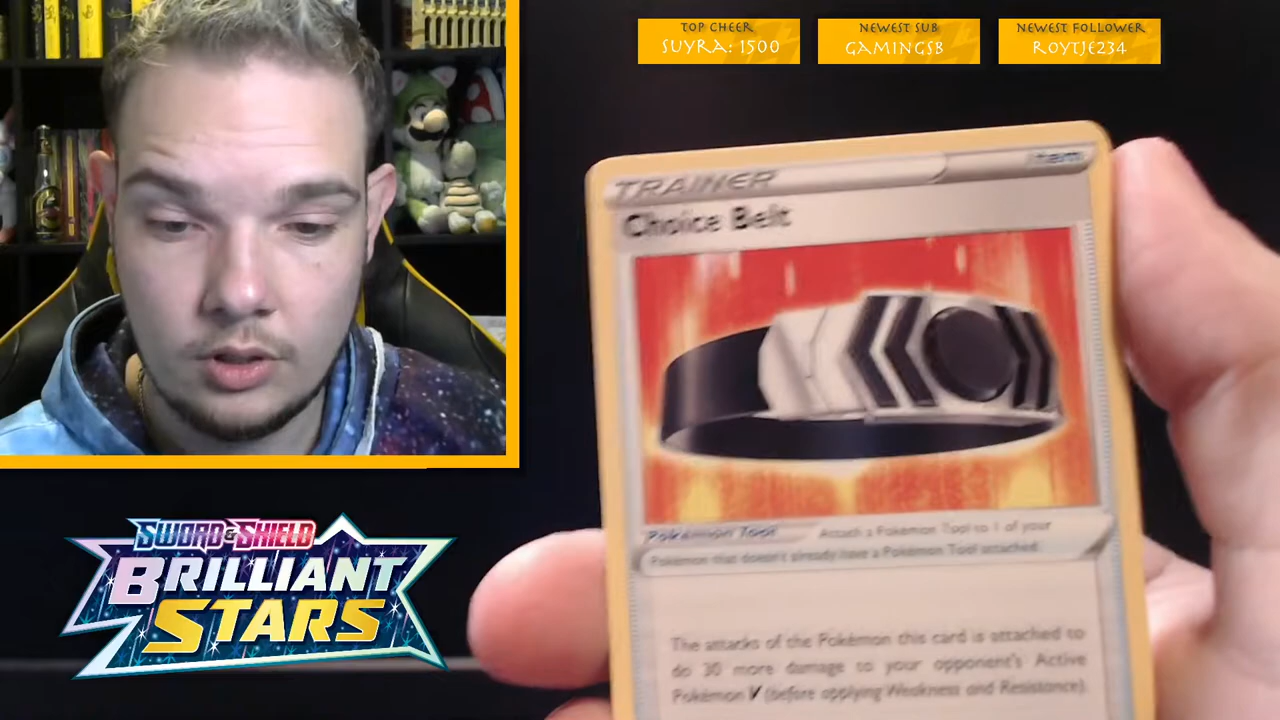 TOP CHEER
SUYRA: 1500
NEWEST SUB
GAMINGSB
NEWEST FOLLOWER
ROYTJE234
TRAINER
Item
Choice Belt
Pokémon Tool Attach a Pokémon Tool to 1 of your
Pokémon that doesn't already have a Pokémon Tool attached.
The attacks of the Pokémon this card is attached to
do 30 more damage to your opponent's Active
Pokémon V (before applying Weakness and Resistance).
SWORD & SHIELD
BRILLIANT
STARS